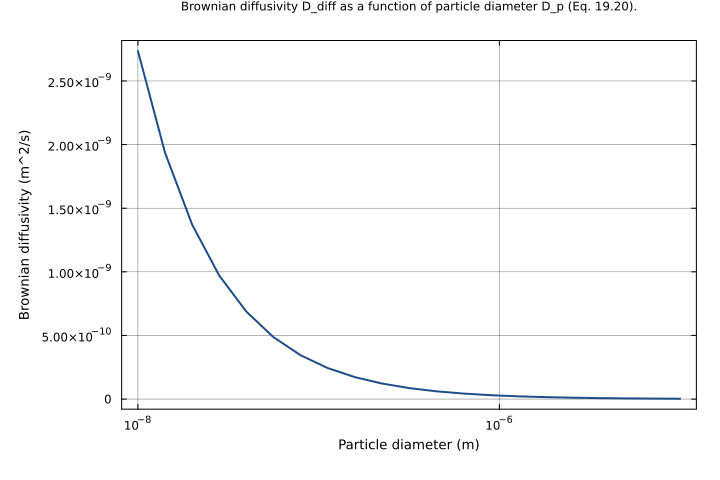 Brownian diffusivity D_diff as a function of particle diameter D_p (Eq. 19.20).
Brownian diffusivity (m^2/s)
2.50×10⁻⁹
2.00×10⁻⁹
1.50×10⁻⁹
1.00×10⁻⁹
5.00×10⁻¹⁰
0
10⁻⁸
10⁻⁶
Particle diameter (m)